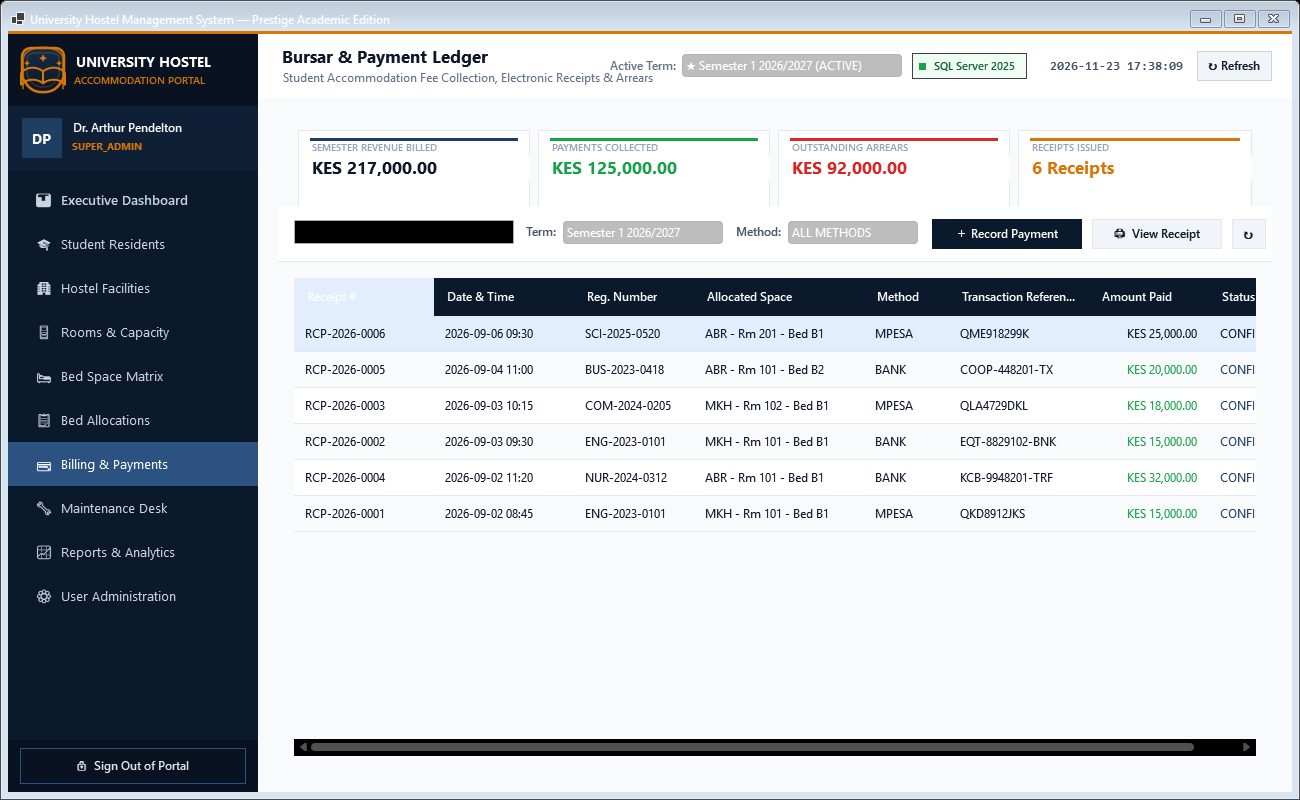 University Hostel Management System — Prestige Academic Edition
UNIVERSITY HOSTEL
ACCOMMODATION PORTAL
DP
Dr. Arthur Pendelton
SUPER_ADMIN
Executive Dashboard
Student Residents
Hostel Facilities
Rooms & Capacity
Bed Space Matrix
Bed Allocations
Billing & Payments
Maintenance Desk
Reports & Analytics
User Administration
Sign Out of Portal
Bursar & Payment Ledger
Student Accommodation Fee Collection, Electronic Receipts & Arrears
Active Term: ★ Semester 1 2026/2027 (ACTIVE)
SQL Server 2025
2026-11-23 17:38:09
↻ Refresh
SEMESTER REVENUE BILLED
KES 217,000.00
PAYMENTS COLLECTED
KES 125,000.00
OUTSTANDING ARREARS
KES 92,000.00
RECEIPTS ISSUED
6 Receipts
Term: Semester 1 2026/2027 Method: ALL METHODS + Record Payment View Receipt ↻
Receipt # Date & Time Reg. Number Allocated Space Method Transaction Referen... Amount Paid Status
RCP-2026-0006 2026-09-06 09:30 SCI-2025-0520 ABR - Rm 201 - Bed B1 MPESA QME918299K KES 25,000.00 CONFI
RCP-2026-0005 2026-09-04 11:00 BUS-2023-0418 ABR - Rm 101 - Bed B2 BANK COOP-448201-TX KES 20,000.00 CONFI
RCP-2026-0003 2026-09-03 10:15 COM-2024-0205 MKH - Rm 102 - Bed B1 MPESA QLA4729DKL KES 18,000.00 CONFI
RCP-2026-0002 2026-09-03 09:30 ENG-2023-0101 MKH - Rm 101 - Bed B1 BANK EQT-8829102-BNK KES 15,000.00 CONFI
RCP-2026-0004 2026-09-02 11:20 NUR-2024-0312 ABR - Rm 101 - Bed B1 BANK KCB-9948201-TRF KES 32,000.00 CONFI
RCP-2026-0001 2026-09-02 08:45 ENG-2023-0101 MKH - Rm 101 - Bed B1 MPESA QKD8912JKS KES 15,000.00 CONFI